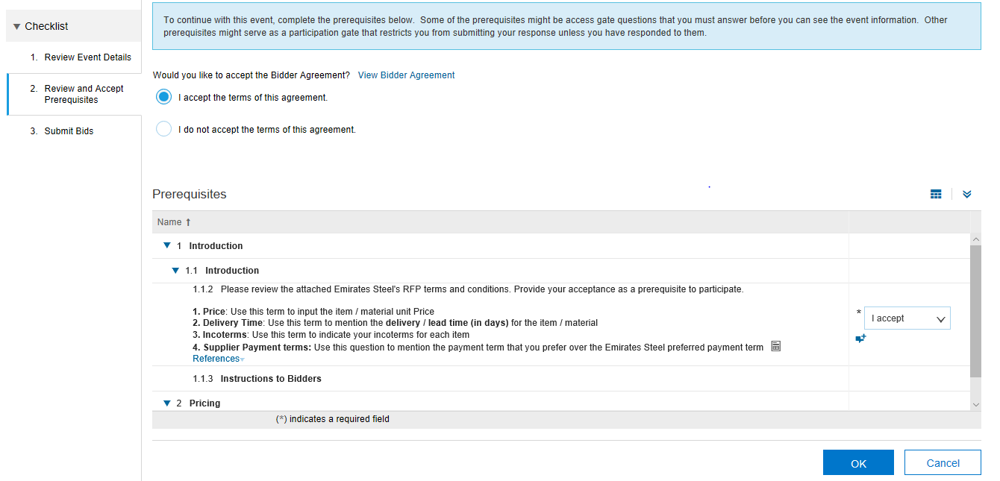 Checklist
1. Review Event Details
2. Review and Accept
Prerequisites
3. Submit Bids
To continue with this event, complete the prerequisites below. Some of the prerequisites might be access gate questions that you must answer before you can see the event information. Other
prerequisites might serve as a participation gate that restricts you from submitting your response unless you have responded to them.
Would you like to accept the Bidder Agreement? View Bidder Agreement
I accept the terms of this agreement.
I do not accept the terms of this agreement.
Prerequisites
Name ↑
1 Introduction
1.1 Introduction
1.1.2 Please review the attached Emirates Steel's RFP terms and conditions. Provide your acceptance as a prerequisite to participate.
1. Price: Use this term to input the item / material unit Price
2. Delivery Time: Use this term to mention the delivery / lead time (in days) for the item / material
3. Incoterms: Use this term to indicate your incoterms for each item
4. Supplier Payment terms: Use this question to mention the payment term that you prefer over the Emirates Steel preferred payment term
References
* I accept
1.1.3 Instructions to Bidders
2 Pricing
(*) indicates a required field
OK
Cancel